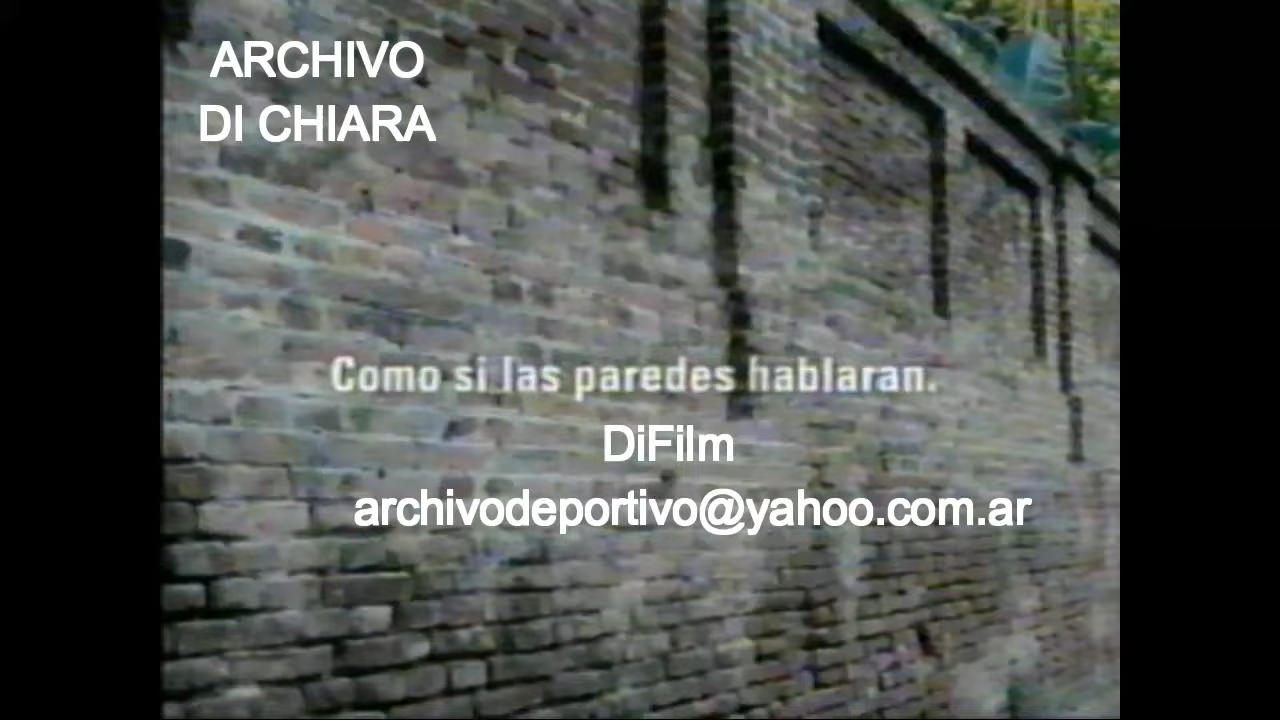 ARCHIVO
DI CHIARA
Como si las paredes hablaran.
DiFilm
archivodeportivo@yahoo.com.ar